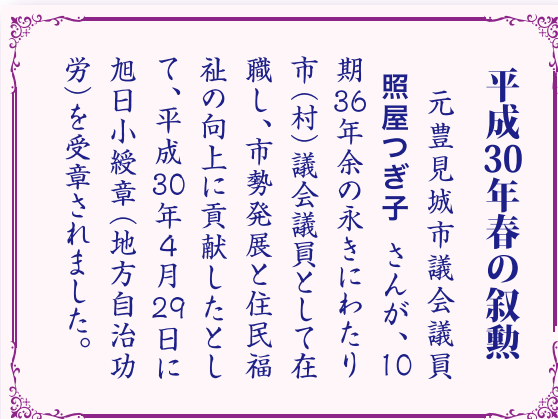 平成30年春の叙勲
元豊見城市議会議員
照屋つぎ子 さんが、10
期36年余の永きにわたり
市（村）議会議員として在
職し、市勢発展と住民福
祉の向上に貢献したとし
て、平成30年4月29日に
旭日小綬章（地方自治功
労）を受章されました。